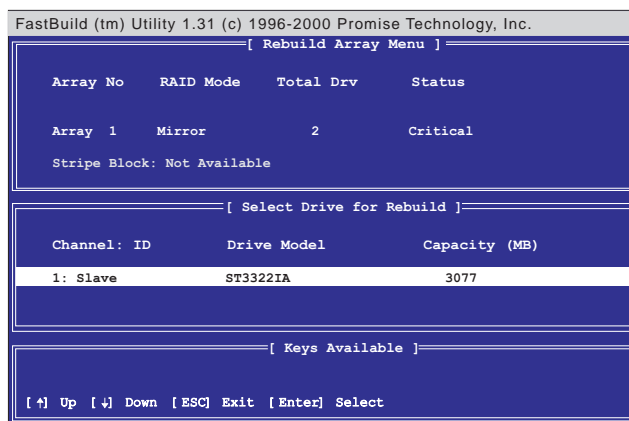 FastBuild (tm) Utility 1.31 (c) 1996-2000 Promise Technology, Inc.
[ Rebuild Array Menu ]
Array No RAID Mode Total Drv Status
Array 1 Mirror 2 Critical
Stripe Block: Not Available
[ Select Drive for Rebuild ]
Channel: ID Drive Model Capacity (MB)
1: Slave ST3322IA 3077
[ Keys Available ]
[↑] Up [↓] Down [ESC] Exit [Enter] Select